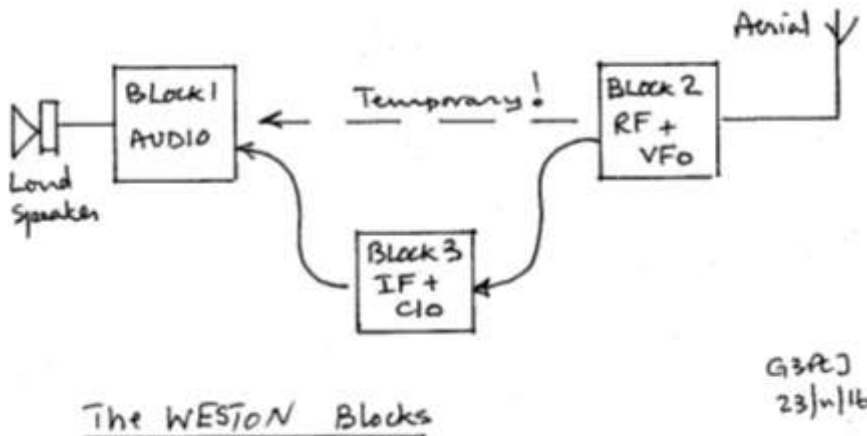 Aerial
BLOCK 1
AUDIO
Temporary!
BLOCK 2
RF +
VFO
Loud
Speaker
BLOCK 3
IF +
CIO
G3PCJ
The WESTON Blocks